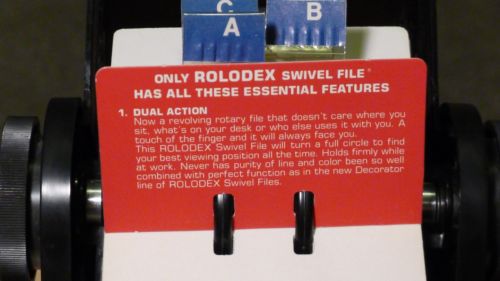 C
A
B
ONLY ROLODEX SWIVEL FILE®
HAS ALL THESE ESSENTIAL FEATURES
1. DUAL ACTION
Now a revolving rotary file that doesn't care where you
sit, what's on your desk or who else uses it with you. A
touch of the finger and it will always face you.
This ROLODEX Swivel File will turn a full circle to find
your best viewing position all the time. Holds firmly while
at work. Never has purity of line and color been so well
combined with perfect function as in the new Decorator
line of ROLODEX Swivel Files.